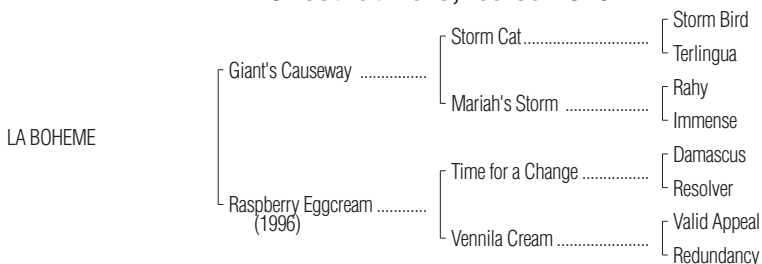 Storm Bird
Storm Cat
Terlingua
Giant's Causeway
Rahy
Mariah's Storm
Immense
LA BOHEME
Damascus
Time for a Change
Resolver
Raspberry Eggcream
(1996)
Valid Appeal
Vennila Cream
Redundancy